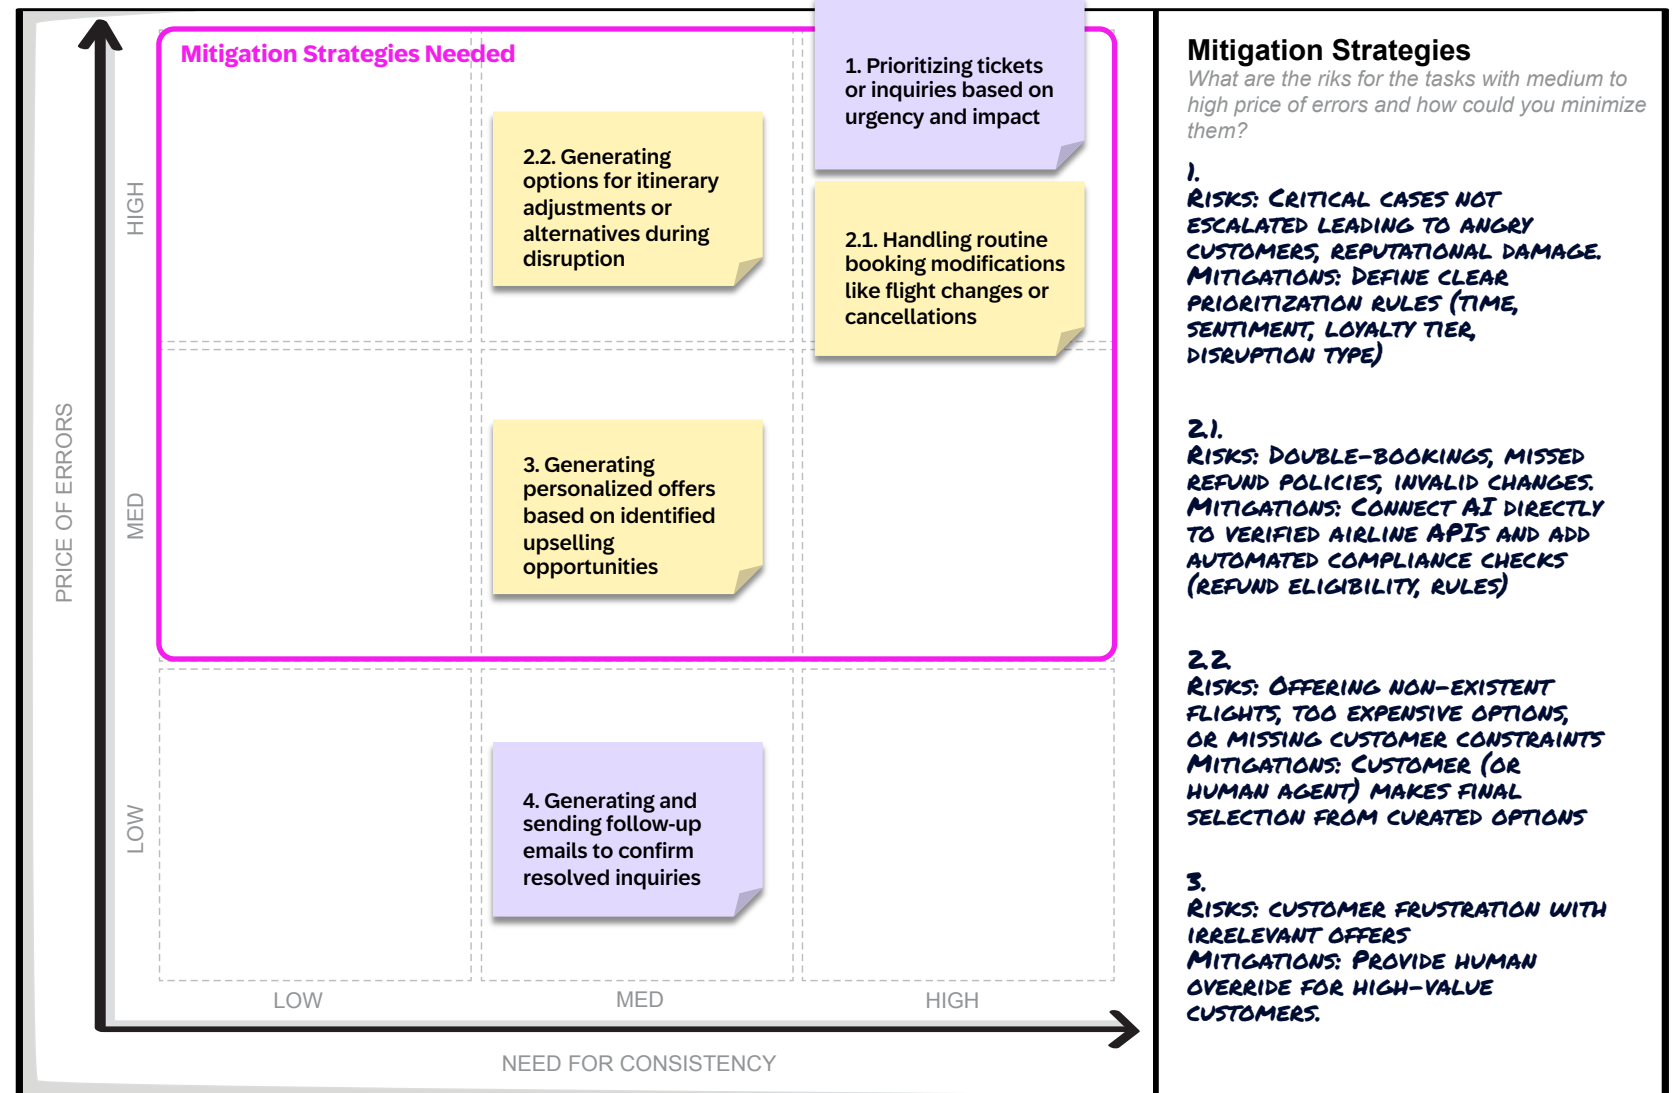 Mitigation Strategies Needed
1. Prioritizing tickets
or inquiries based on
urgency and impact
2.2. Generating
options for itinerary
adjustments or
alternatives during
disruption
2.1. Handling routine
booking modifications
like flight changes or
cancellations
3. Generating
personalized offers
based on identified
upselling
opportunities
4. Generating and
sending follow-up
emails to confirm
resolved inquiries
PRICE OF ERRORS
HIGH
MED
LOW
LOW
MED
HIGH
NEED FOR CONSISTENCY
Mitigation Strategies
What are the riks for the tasks with medium to
high price of errors and how could you minimize
them?
1.
Risks: Critical cases not
escalated leading to angry
customers, reputational damage.
Mitigations: Define clear
prioritization rules (time,
sentiment, loyalty tier,
disruption type)
2.1.
Risks: Double-bookings, missed
refund policies, invalid changes.
Mitigations: Connect AI directly
to verified airline APIs and add
automated compliance checks
(refund eligibility, rules)
2.2.
Risks: Offering non-existent
flights, too expensive options,
or missing customer constraints
Mitigations: Customer (or
human agent) makes final
selection from curated options
3.
Risks: customer frustration with
irrelevant offers
Mitigations: Provide human
override for high-value
customers.